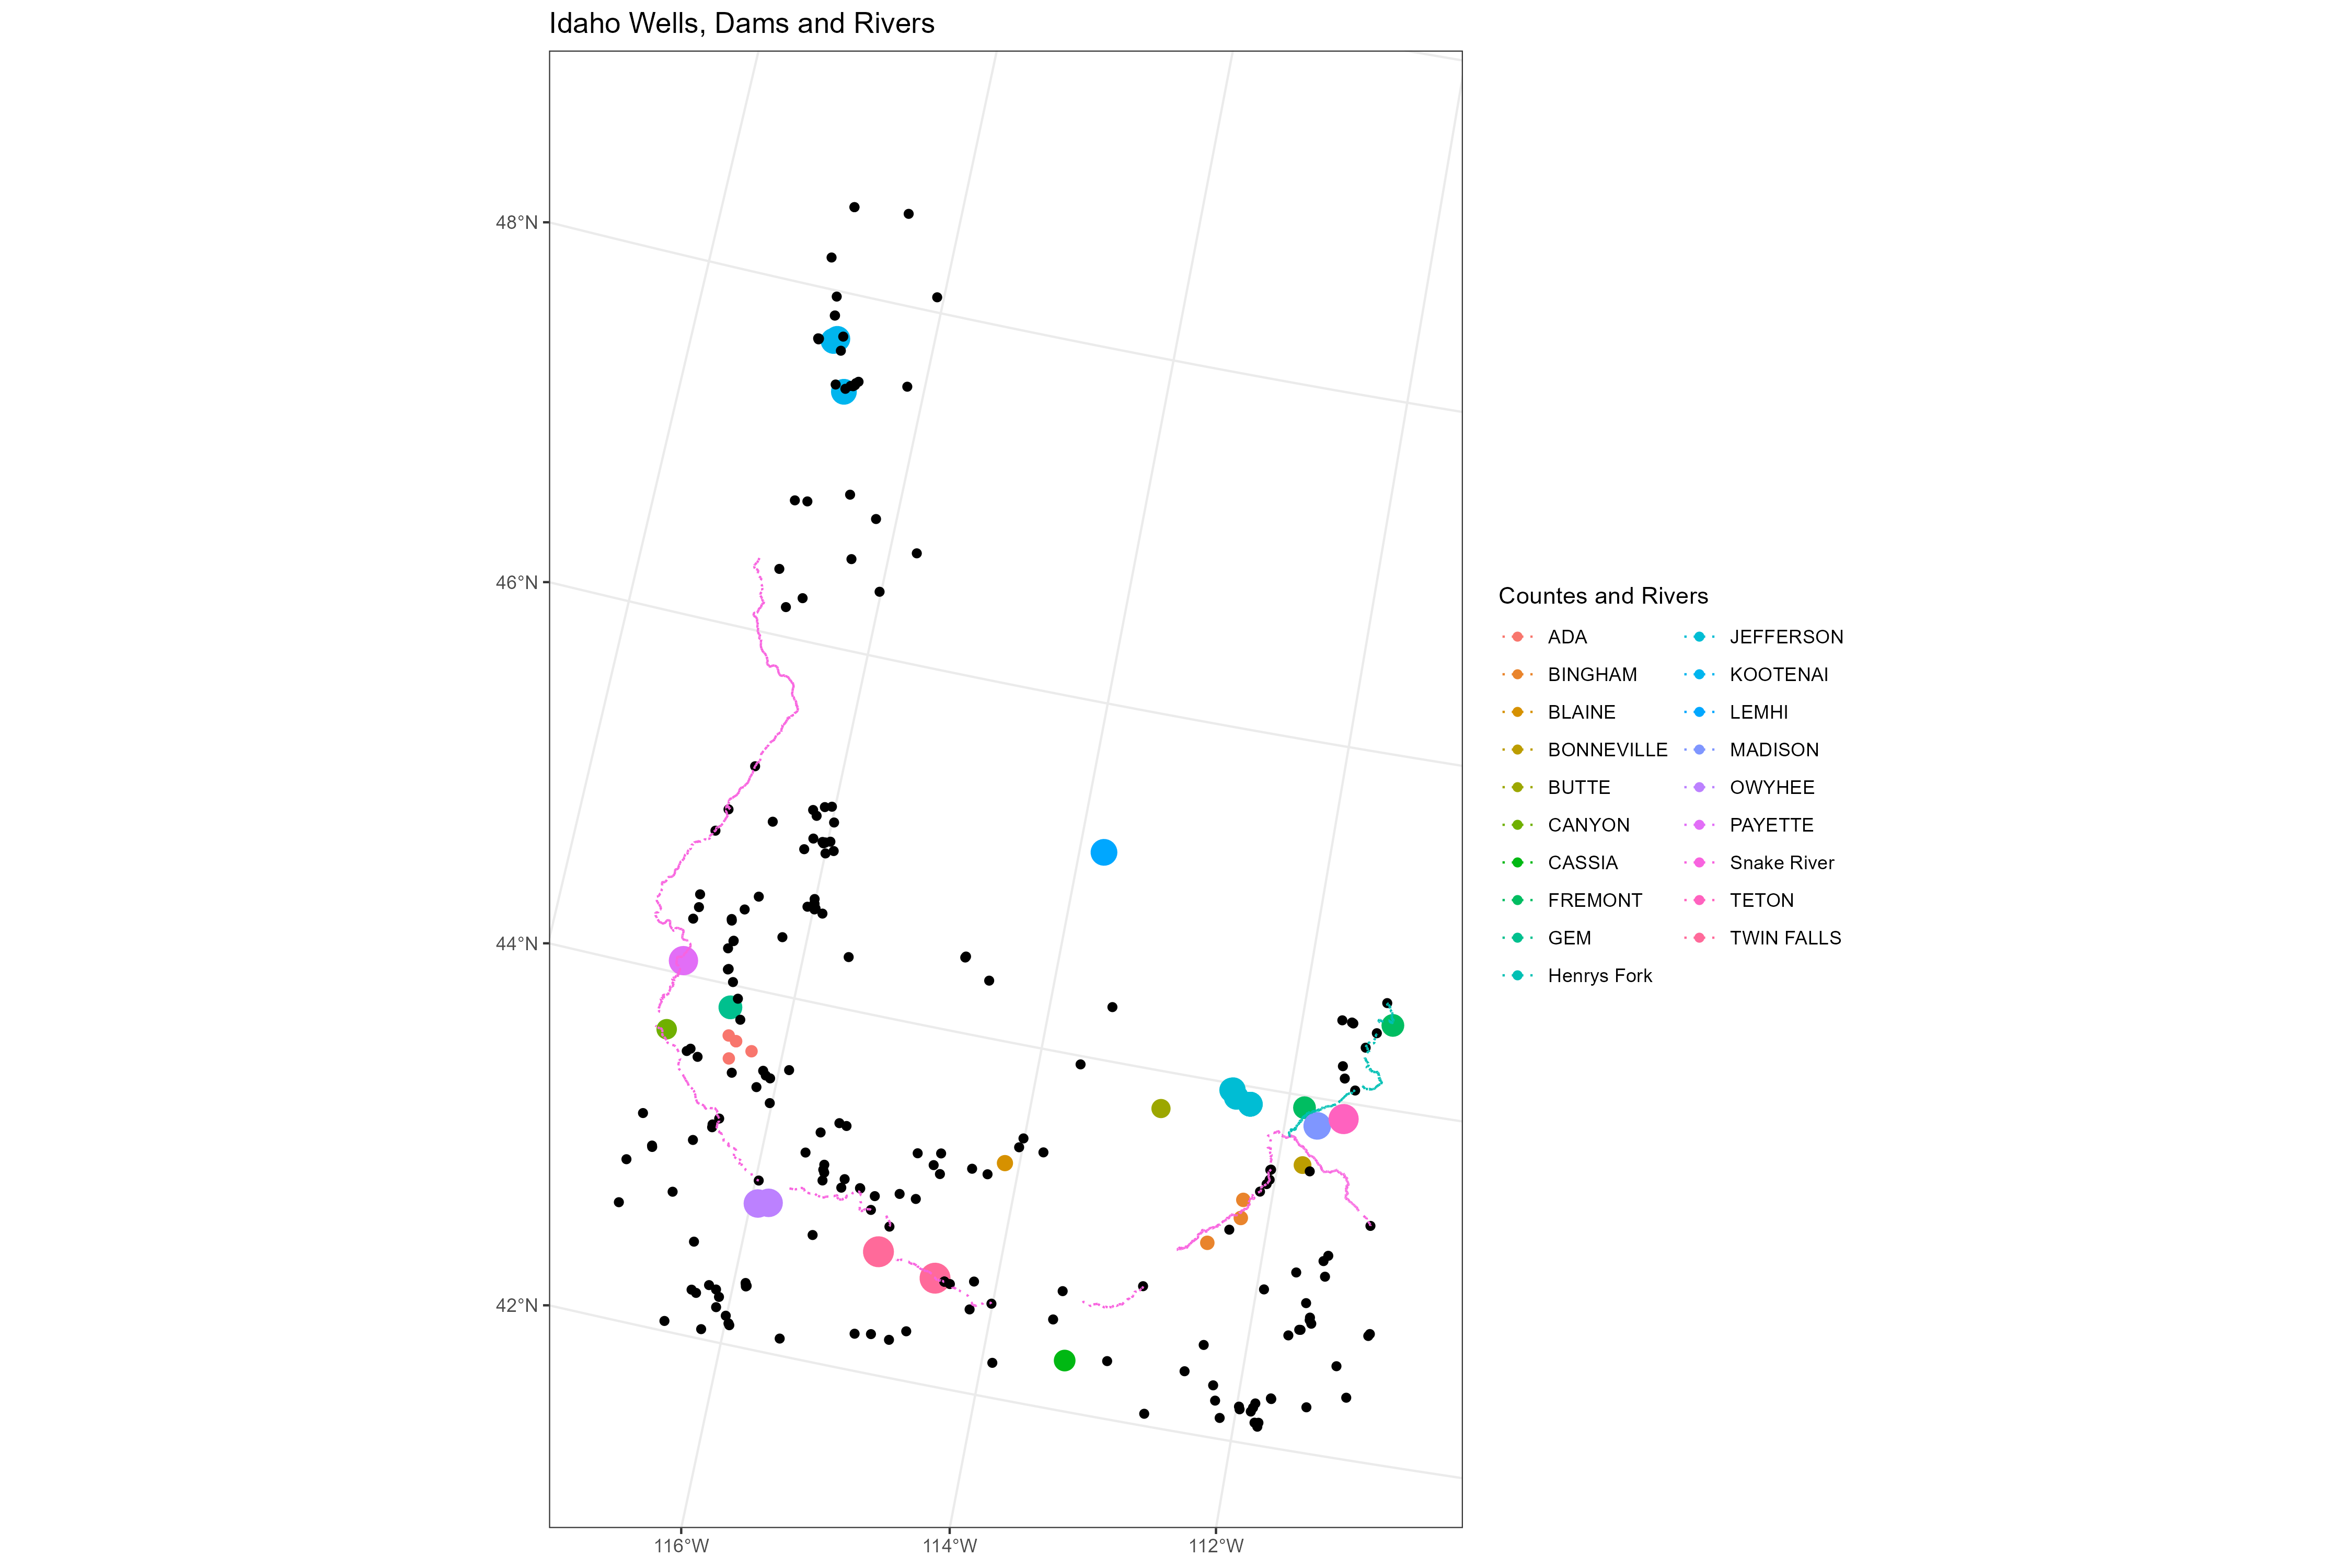 Idaho Wells, Dams and Rivers
48°N
46°N
44°N
42°N
116°W
114°W
112°W
Countes and Rivers
ADA
BINGHAM
BLAINE
BONNEVILLE
BUTTE
CANYON
CASSIA
FREMONT
GEM
Henrys Fork
JEFFERSON
KOOTENAI
LEMHI
MADISON
OWYHEE
PAYETTE
Snake River
TETON
TWIN FALLS